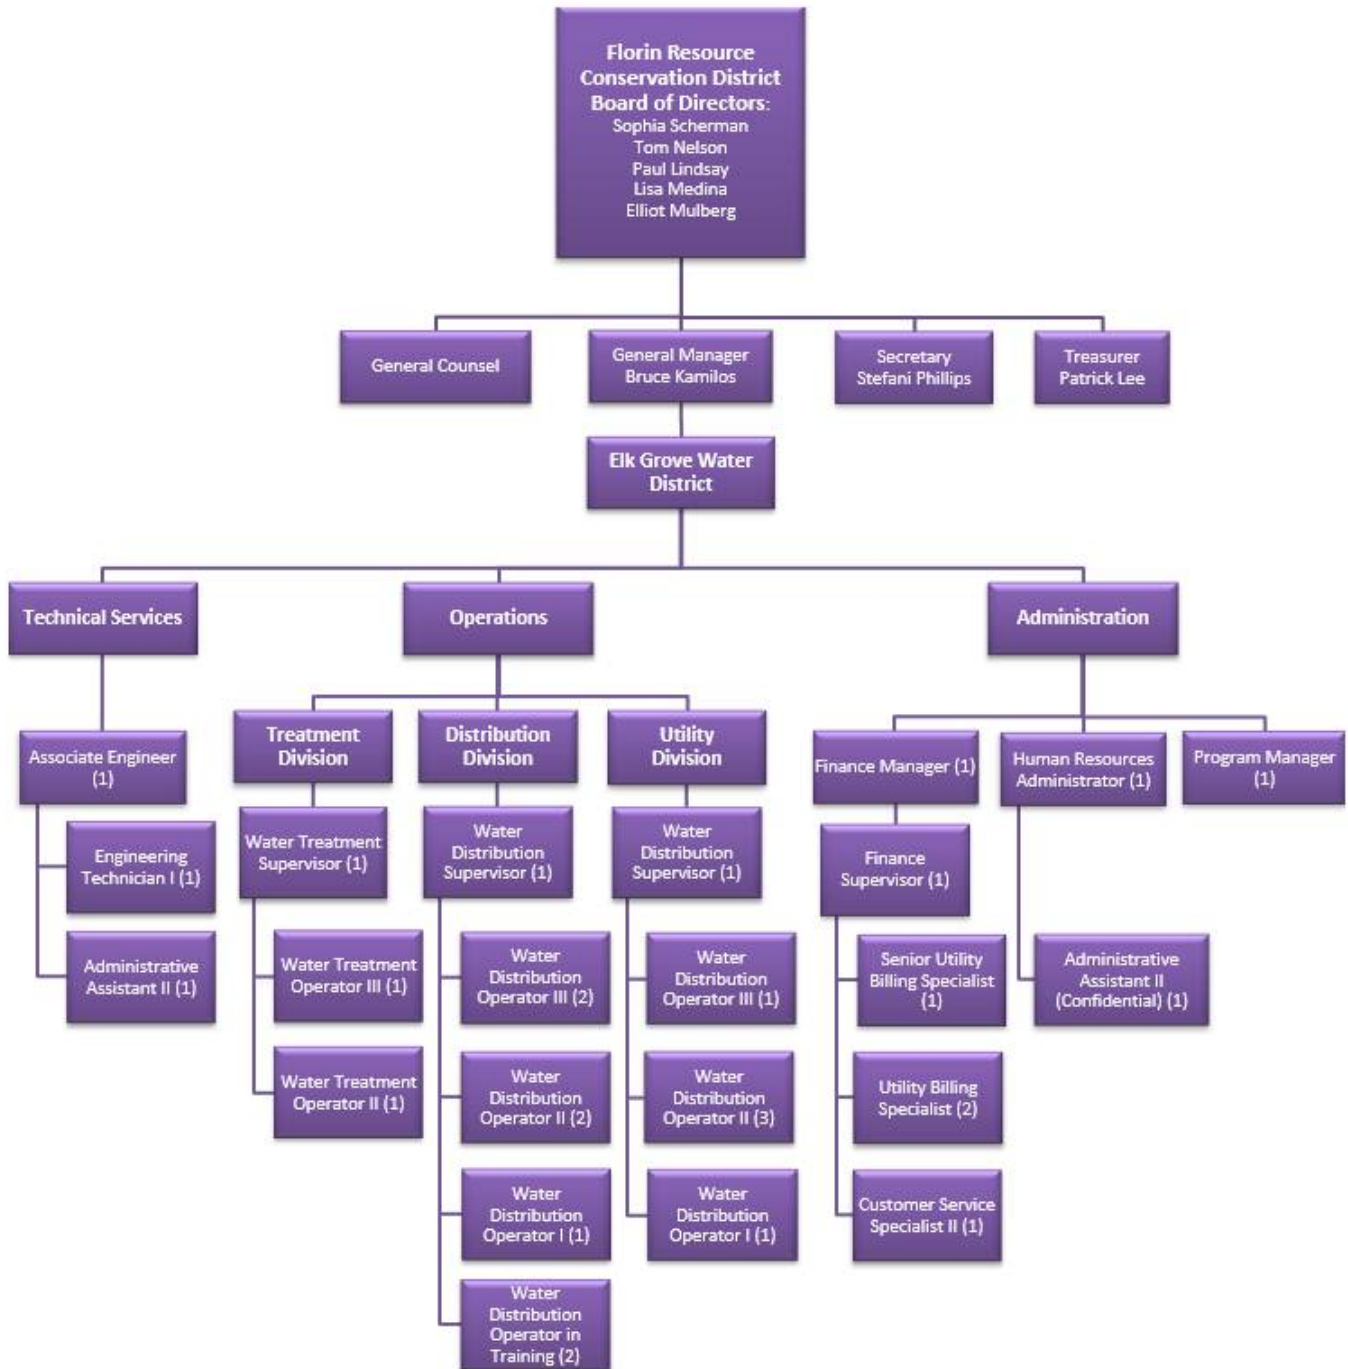 Florin Resource
Conservation District
Board of Directors:
Sophia Scherman
Tom Nelson
Paul Lindsay
Lisa Medina
Elliot Mulberg
General Counsel
General Manager
Bruce Kamilos
Secretary
Stefani Phillips
Treasurer
Patrick Lee
Elk Grove Water
District
Technical Services
Operations
Administration
Associate Engineer
(1)
Engineering
Technician I (1)
Administrative
Assistant II (1)
Treatment
Division
Water Treatment
Supervisor (1)
Water Treatment
Operator III (1)
Water Treatment
Operator II (1)
Distribution
Division
Water
Distribution
Supervisor (1)
Water
Distribution
Operator III (2)
Water
Distribution
Operator II (2)
Water
Distribution
Operator I (1)
Water
Distribution
Operator in
Training (2)
Utility
Division
Water
Distribution
Supervisor (1)
Water
Distribution
Operator III (1)
Water
Distribution
Operator II (3)
Water
Distribution
Operator I (1)
Finance Manager (1)
Finance
Supervisor (1)
Senior Utility
Billing Specialist
(1)
Utility Billing
Specialist (2)
Customer Service
Specialist II (1)
Human Resources
Administrator (1)
Administrative
Assistant II
(Confidential) (1)
Program Manager
(1)